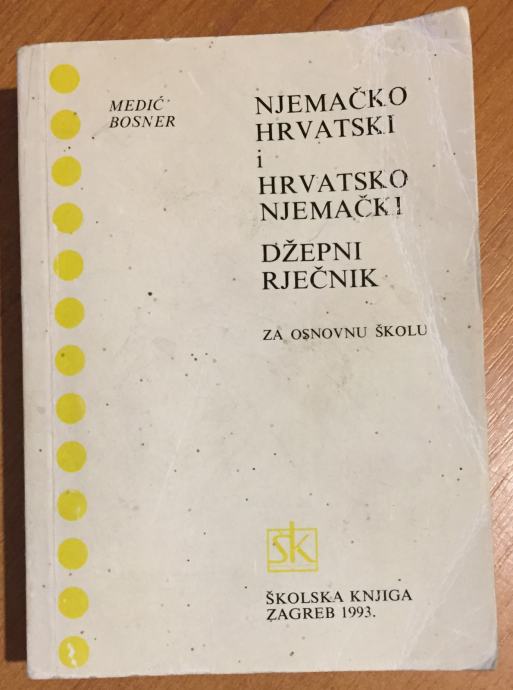 MEDIĆ
BOSNER
NJEMAČKO
HRVATSKI
i
HRVATSKO
NJEMAČKI
DŽEPNI
RJEČNIK
ZA OSNOVNU ŠKOLU
ŠK
ŠKOLSKA KNJIGA
ZAGREB 1993.